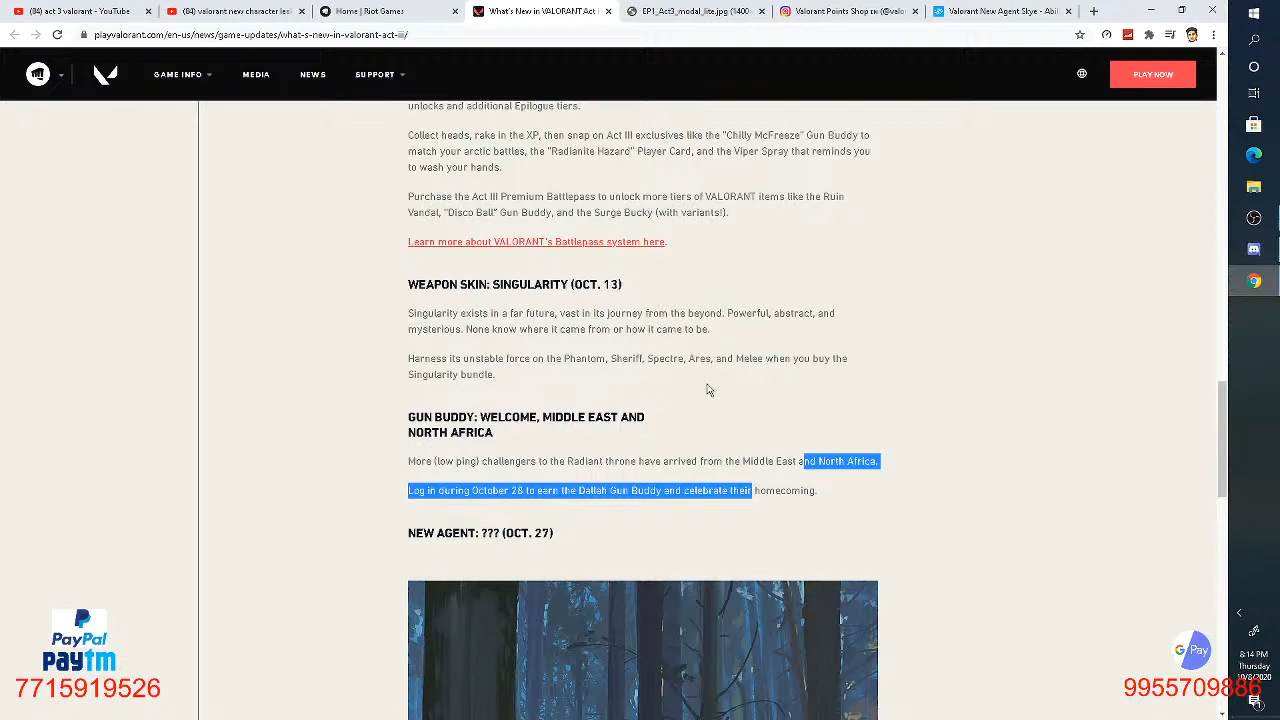 (84) act 3 valorant - YouTube
(84) valorant new character leak
Home | Riot Games
What's New in VALORANT Act
EP1_Act3_modal_lite.jpg (1400×
Valorant Points Shop
Valorant New Agent Skye - Abil
playvalorant.com/en-us/news/game-updates/what-s-new-in-valorant-act-iii/
GAME INFO
MEDIA
NEWS
SUPPORT
PLAY NOW
unlocks and additional Epilogue tiers.
Collect heads, rake in the XP, then snap on Act III exclusives like the "Chilly McFreeze" Gun Buddy to
match your arctic battles, the "Radianite Hazard" Player Card, and the Viper Spray that reminds you
to wash your hands.
Purchase the Act III Premium Battlepass to unlock more tiers of VALORANT items like the Ruin
Vandal, "Disco Ball" Gun Buddy, and the Surge Bucky (with variants!).
Learn more about VALORANT's Battlepass system here.
WEAPON SKIN: SINGULARITY (OCT. 13)
Singularity exists in a far future, vast in its journey from the beyond. Powerful, abstract, and
mysterious. None know where it came from or how it came to be.
Harness its unstable force on the Phantom, Sheriff, Spectre, Ares, and Melee when you buy the
Singularity bundle.
GUN BUDDY: WELCOME, MIDDLE EAST AND
NORTH AFRICA
More (low ping) challengers to the Radiant throne have arrived from the Middle East and North Africa.
Log in during October 26 to earn the Dallah Gun Buddy and celebrate their homecoming.
NEW AGENT: ??? (OCT. 27)
PayPal
paytm
7715919526
G Pay
9955709886
8:14 PM
Thursday
10/8/2020